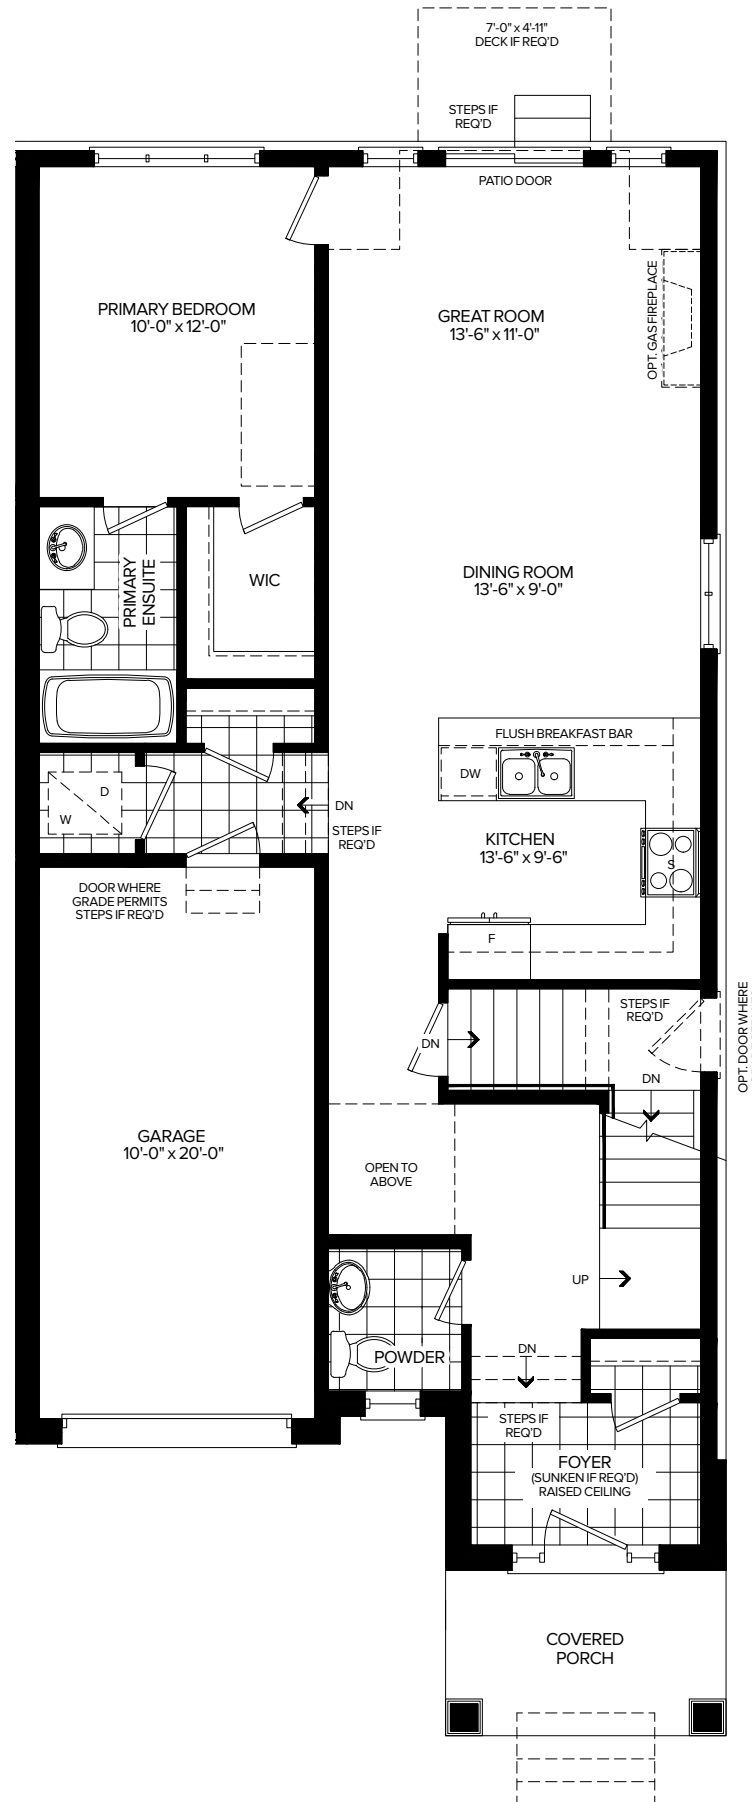 7'-0" x 4'-11"
DECK IF REQ'D
STEPS IF
REQ'D
PATIO DOOR
PRIMARY BEDROOM
10'-0" x 12'-0"
GREAT ROOM
13'-6" x 11'-0"
OPT. GAS FIREPLACE
PRIMARY
ENSUITE
WIC
DINING ROOM
13'-6" x 9'-0"
FLUSH BREAKFAST BAR
DW
D
W
DN
STEPS IF
REQ'D
KITCHEN
13'-6" x 9'-6"
S
DOOR WHERE
GRADE PERMITS
STEPS IF REQ'D
F
STEPS IF
REQ'D
OPT. DOOR WHERE
DN
DN
GARAGE
10'-0" x 20'-0"
OPEN TO
ABOVE
UP
POWDER
DN
STEPS IF
REQ'D
FOYER
(SUNKEN IF REQ'D)
RAISED CEILING
COVERED
PORCH